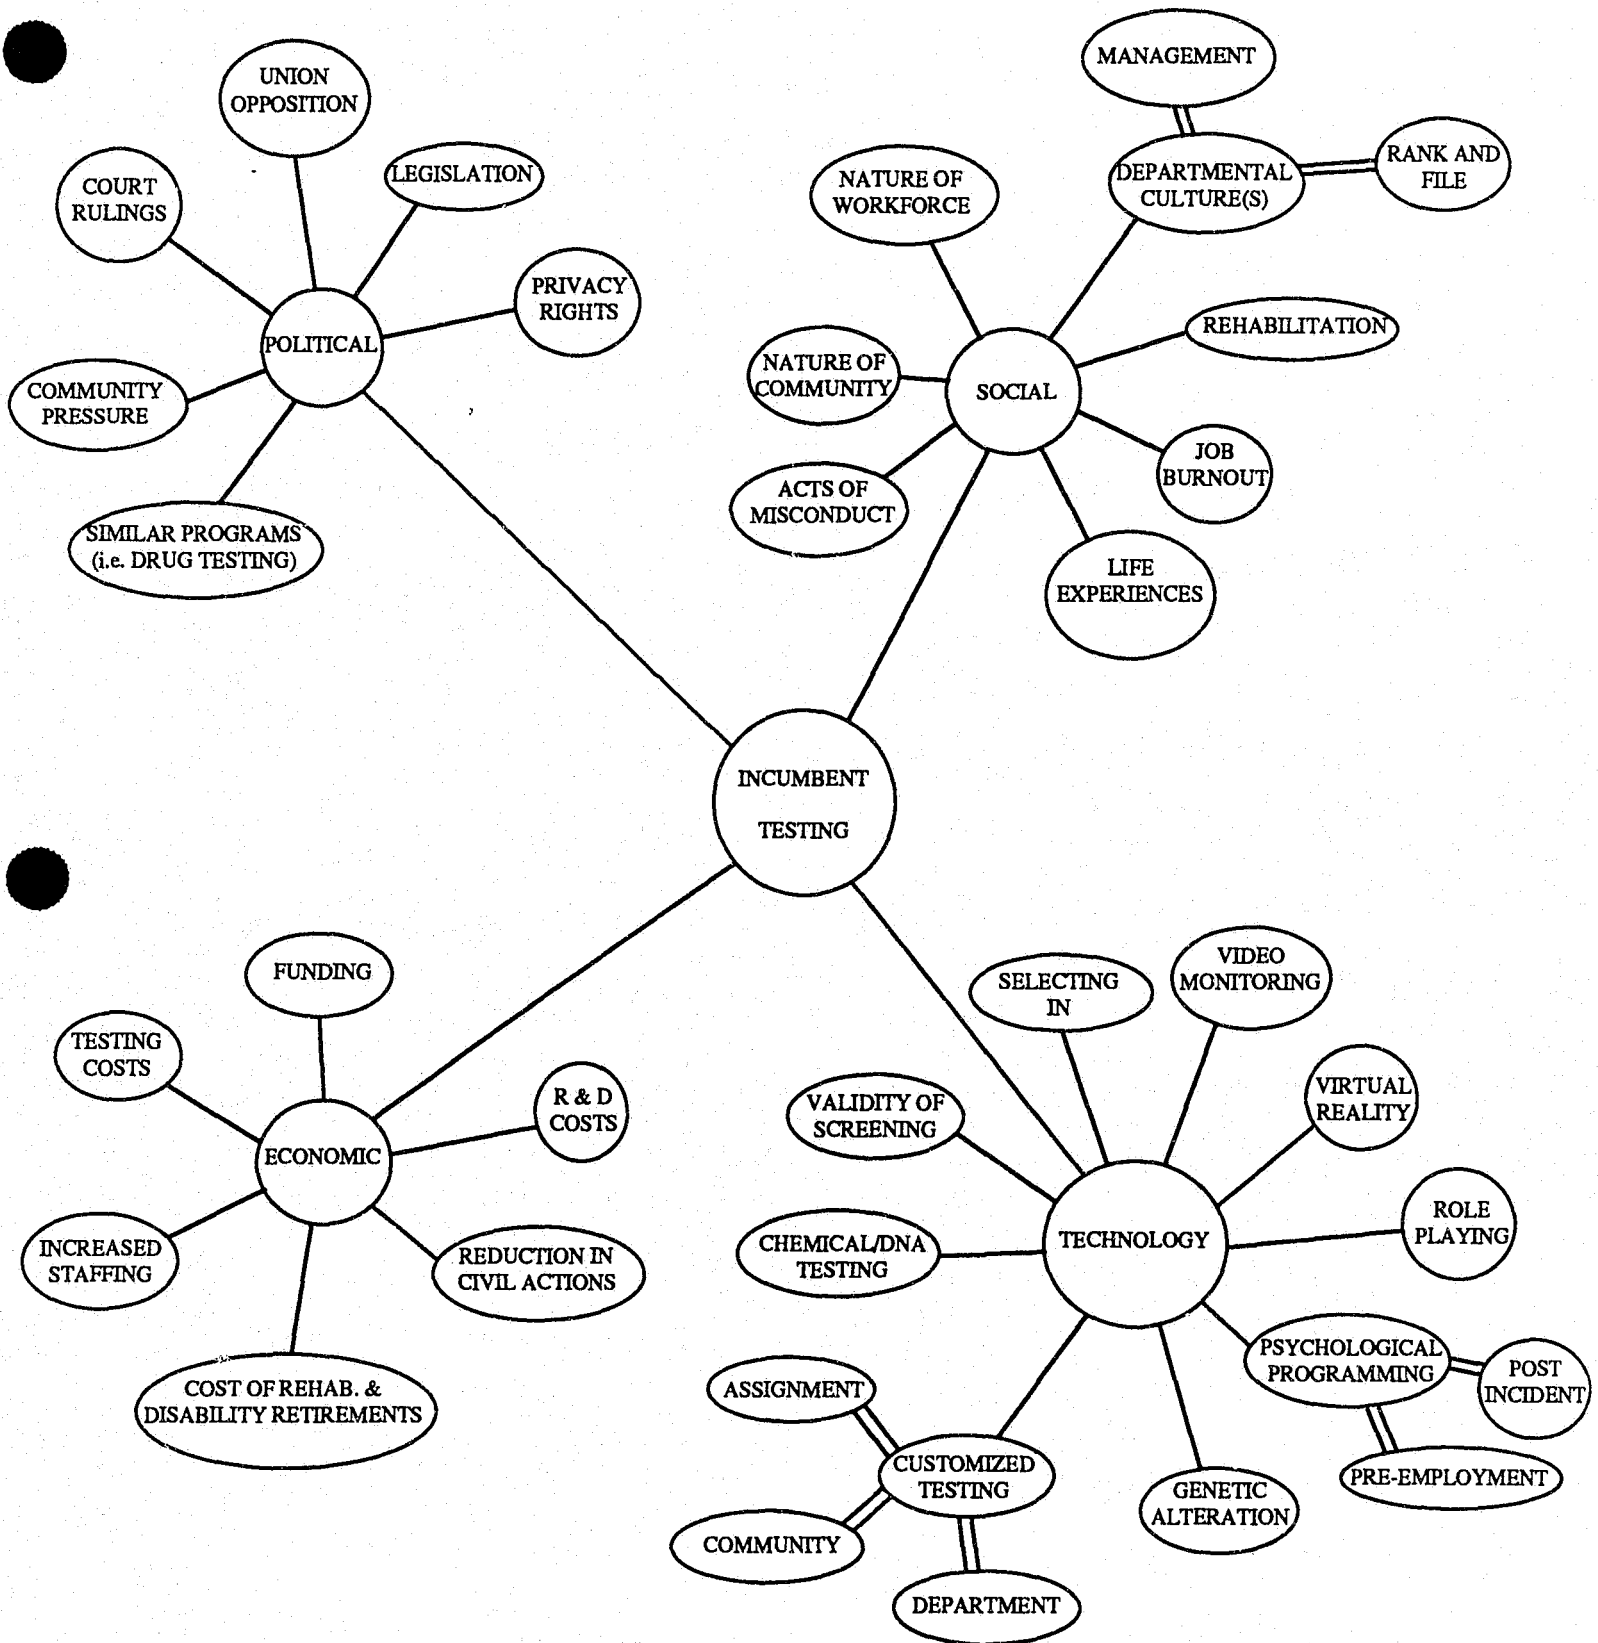 UNION
OPPOSITION
COURT
RULINGS
LEGISLATION
PRIVACY
RIGHTS
POLITICAL
COMMUNITY
PRESSURE
SIMILAR PROGRAMS
(i.e. DRUG TESTING)
MANAGEMENT
DEPARTMENTAL
CULTURE(S)
RANK AND
FILE
NATURE OF
WORKFORCE
REHABILITATION
NATURE OF
COMMUNITY
SOCIAL
JOB
BURNOUT
ACTS OF
MISCONDUCT
LIFE
EXPERIENCES
INCUMBENT
TESTING
FUNDING
TESTING
COSTS
R & D
COSTS
ECONOMIC
INCREASED
STAFFING
REDUCTION IN
CIVIL ACTIONS
COST OF REHAB. &
DISABILITY RETIREMENTS
SELECTING
IN
VIDEO
MONITORING
VIRTUAL
REALITY
VALIDITY OF
SCREENING
ROLE
PLAYING
TECHNOLOGY
CHEMICAL/DNA
TESTING
PSYCHOLOGICAL
PROGRAMMING
POST
INCIDENT
PRE-EMPLOYMENT
GENETIC
ALTERATION
ASSIGNMENT
CUSTOMIZED
TESTING
COMMUNITY
DEPARTMENT